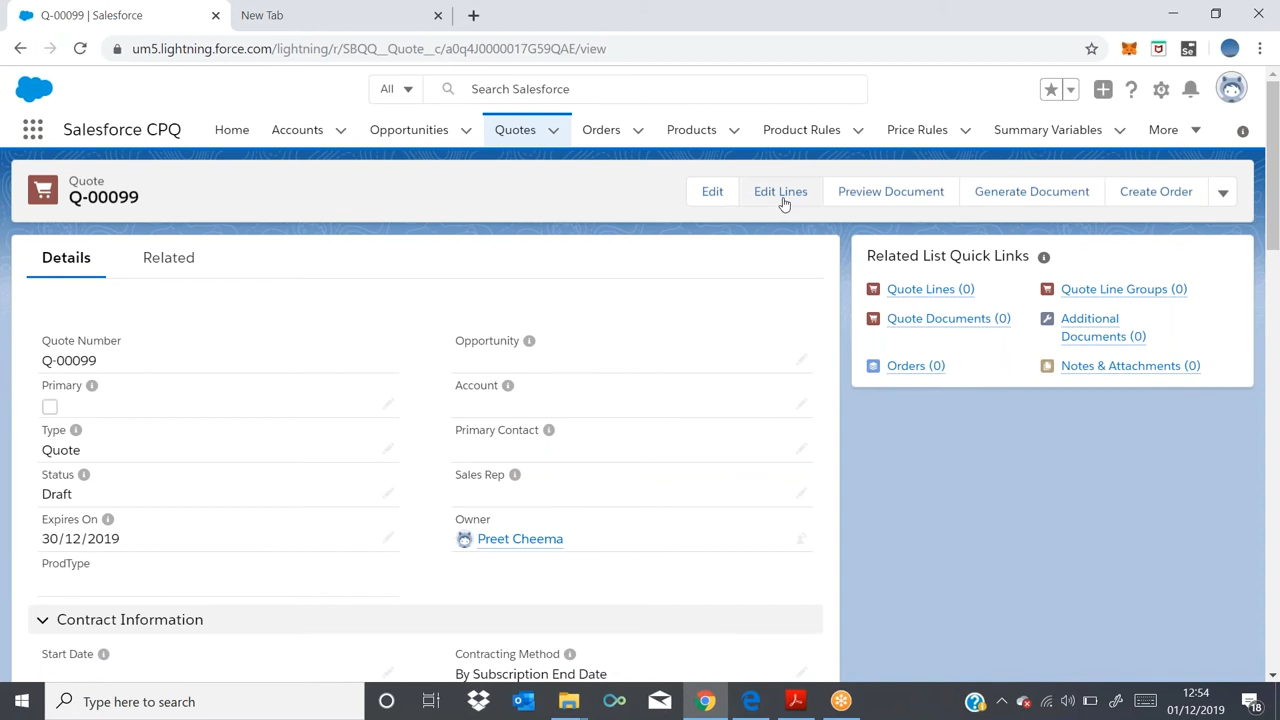 Q-00099 | Salesforce
New Tab
um5.lightning.force.com/lightning/r/SBQQ__Quote__c/a0q4J0000017G59QAE/view
All
Search Salesforce
Salesforce CPQ
Home
Accounts
Opportunities
Quotes
Orders
Products
Product Rules
Price Rules
Summary Variables
More
Quote
Q-00099
Edit
Edit Lines
Preview Document
Generate Document
Create Order
Details
Related
Quote Number
Q-00099
Primary
Type
Quote
Status
Draft
Expires On
30/12/2019
ProdType
Opportunity
Account
Primary Contact
Sales Rep
Owner
Preet Cheema
Contract Information
Start Date
Contracting Method
By Subscription End Date
Related List Quick Links
Quote Lines (0)
Quote Line Groups (0)
Quote Documents (0)
Additional
Documents (0)
Orders (0)
Notes & Attachments (0)
Type here to search
12:54
01/12/2019
18